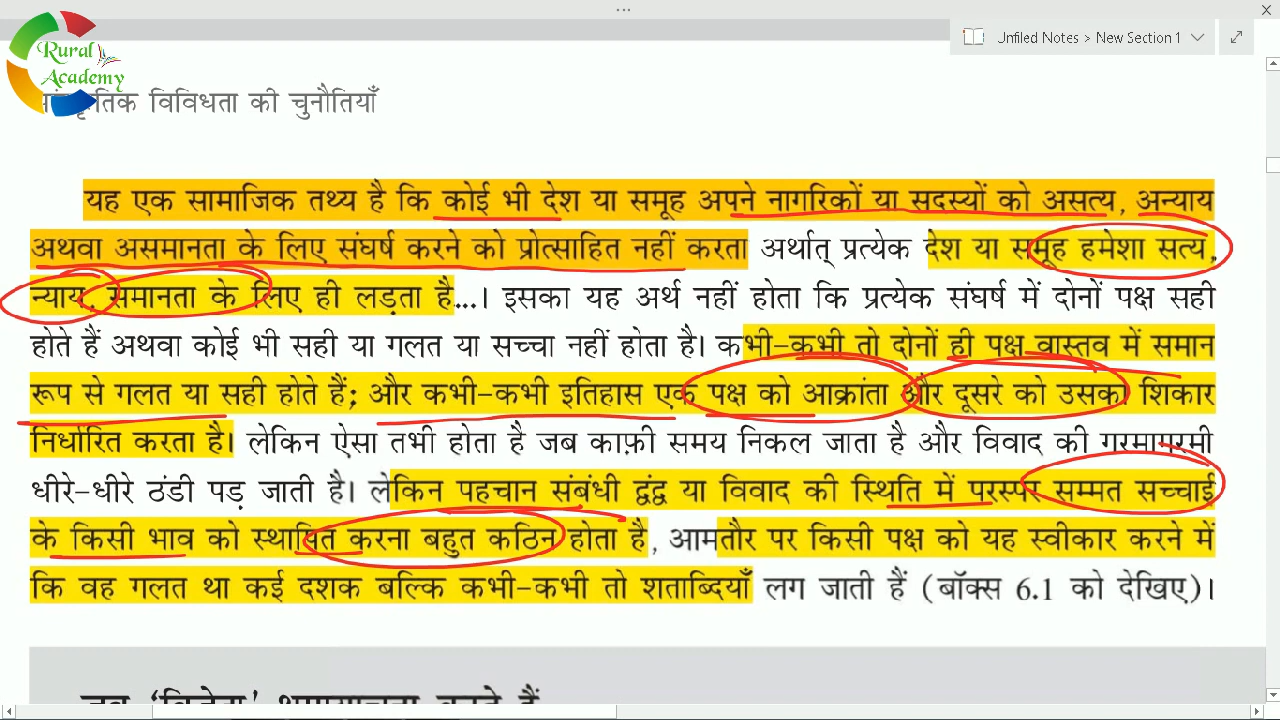 Rural
Academy
Jnfiled Notes > New Section 1
सांस्कृतिक विविधता की चुनौतियाँ
यह एक सामाजिक तथ्य है कि कोई भी देश या समूह अपने नागरिकों या सदस्यों को असत्य, अन्याय
अथवा असमानता के लिए संघर्ष करने को प्रोत्साहित नहीं करता अर्थात् प्रत्येक देश या समूह हमेशा सत्य,
न्याय, समानता के लिए ही लड़ता है...। इसका यह अर्थ नहीं होता कि प्रत्येक संघर्ष में दोनों पक्ष सही
होते हैं अथवा कोई भी सही या गलत या सच्चा नहीं होता है। कभी-कभी तो दोनों ही पक्ष वास्तव में समान
रूप से गलत या सही होते हैं; और कभी-कभी इतिहास एक पक्ष को आक्रांता और दूसरे को उसका शिकार
निर्धारित करता है। लेकिन ऐसा तभी होता है जब काफ़ी समय निकल जाता है और विवाद की गरमागरमी
धीरे-धीरे ठंडी पड़ जाती है। लेकिन पहचान संबंधी द्वंद्व या विवाद की स्थिति में परस्पर सम्मत सच्चाई
के किसी भाव को स्थापित करना बहुत कठिन होता है, आमतौर पर किसी पक्ष को यह स्वीकार करने में
कि वह गलत था कई दशक बल्कि कभी-कभी तो शताब्दियाँ लग जाती हैं (बॉक्स 6.1 को देखिए)।
जब 'विजेता' क्षमायाचना करते हैं